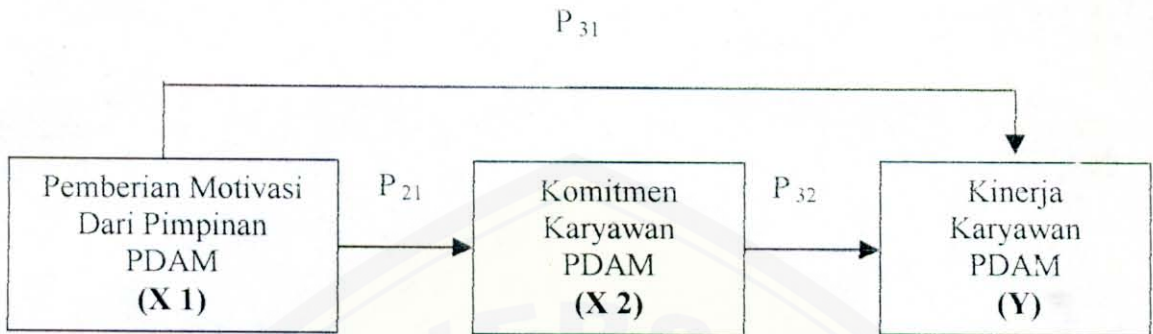 P 31
Pemberian Motivasi
Dari Pimpinan
PDAM
(X 1)
P 21
Komitmen
Karyawan
PDAM
(X 2)
P 32
Kinerja
Karyawan
PDAM
(Y)